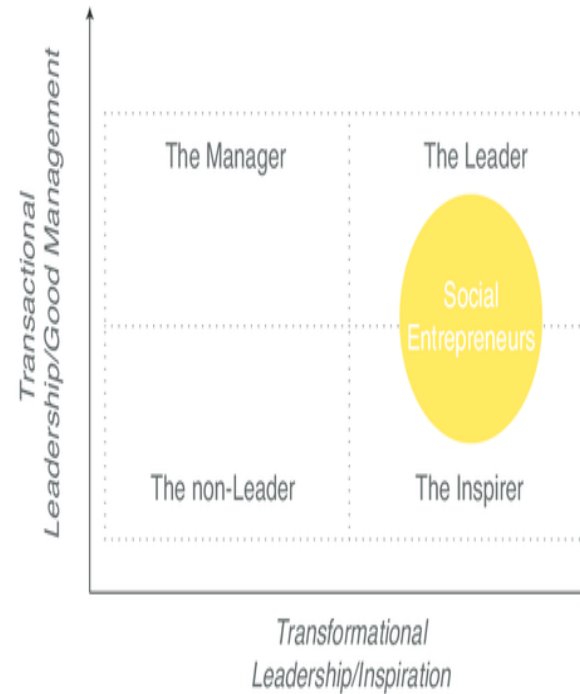 Transactional
Leadership/Good Management
The Manager
The Leader
Social
Entrepreneurs
The non-Leader
The Inspirer
Transformational
Leadership/Inspiration